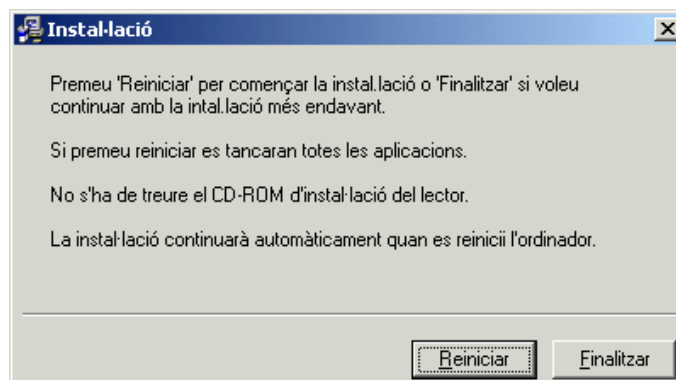 Instal·lació
Premeu 'Reiniciar' per començar la instal.lació o 'Finalitzar' si voleu
continuar amb la intal.lació més endavant.
Si premeu reiniciar es tancaran totes les aplicacions.
No s'ha de treure el CD-ROM d'instal·lació del lector.
La instal·lació continuarà automàticament quan es reinicii l'ordinador.
Reiniciar Finalitzar